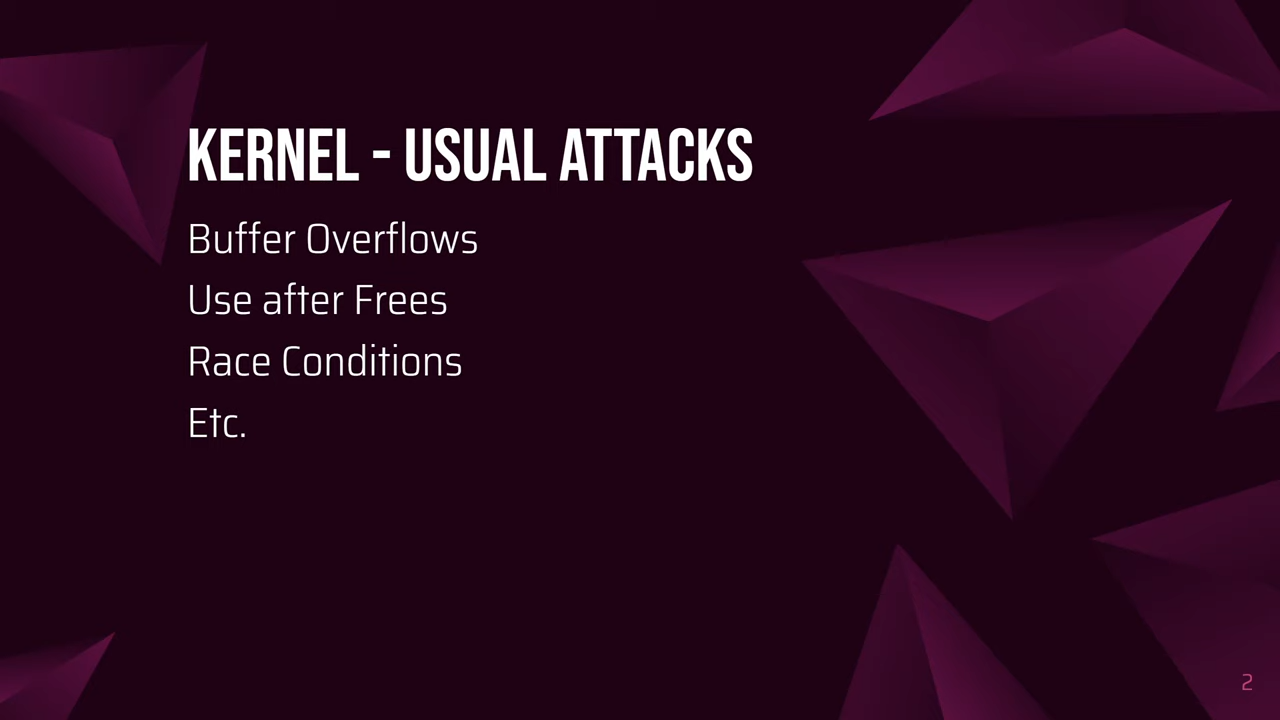 KERNEL - USUAL ATTACKS
Buffer Overflows
Use after Frees
Race Conditions
Etc.
2